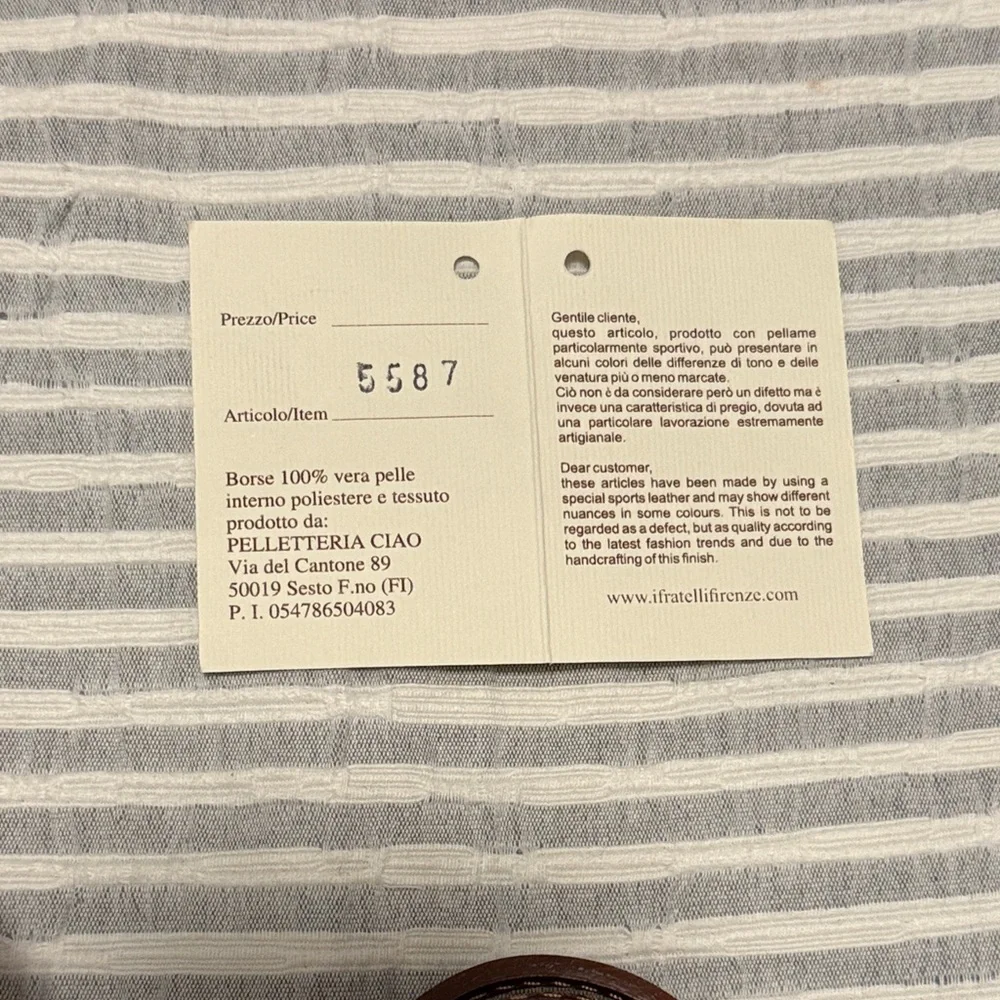 Prezzo/Price
5587
Articolo/Item
Borse 100% vera pelle
interno poliestere e tessuto
prodotto da:
PELLETTERIA CIAO
Via del Cantone 89
50019 Sesto F.no (FI)
P. I. 054786504083
Gentile cliente,
questo articolo, prodotto con pellame
particolarmente sportivo, può presentare in
alcuni colori delle differenze di tono e delle
venatura più o meno marcate.
Ciò non è da considerare però un difetto ma è
invece una caratteristica di pregio, dovuta ad
una particolare lavorazione estremamente
artigianale.
Dear customer,
these articles have been made by using a
special sports leather and may show different
nuances in some colours. This is not to be
regarded as a defect, but as quality according
to the latest fashion trends and due to the
handcrafting of this finish.
www.ifratellifirenze.com